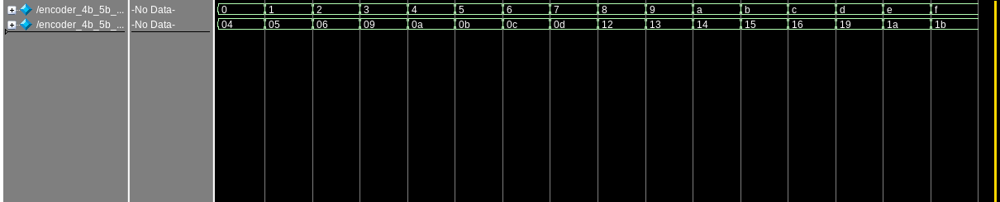 /encoder_4b_5b_... -No Data- 0 1 2 3 4 5 6 7 8 9 a b c d e f
/encoder_4b_5b_... -No Data- 04 05 06 09 0a 0b 0c 0d 12 13 14 15 16 19 1a 1b